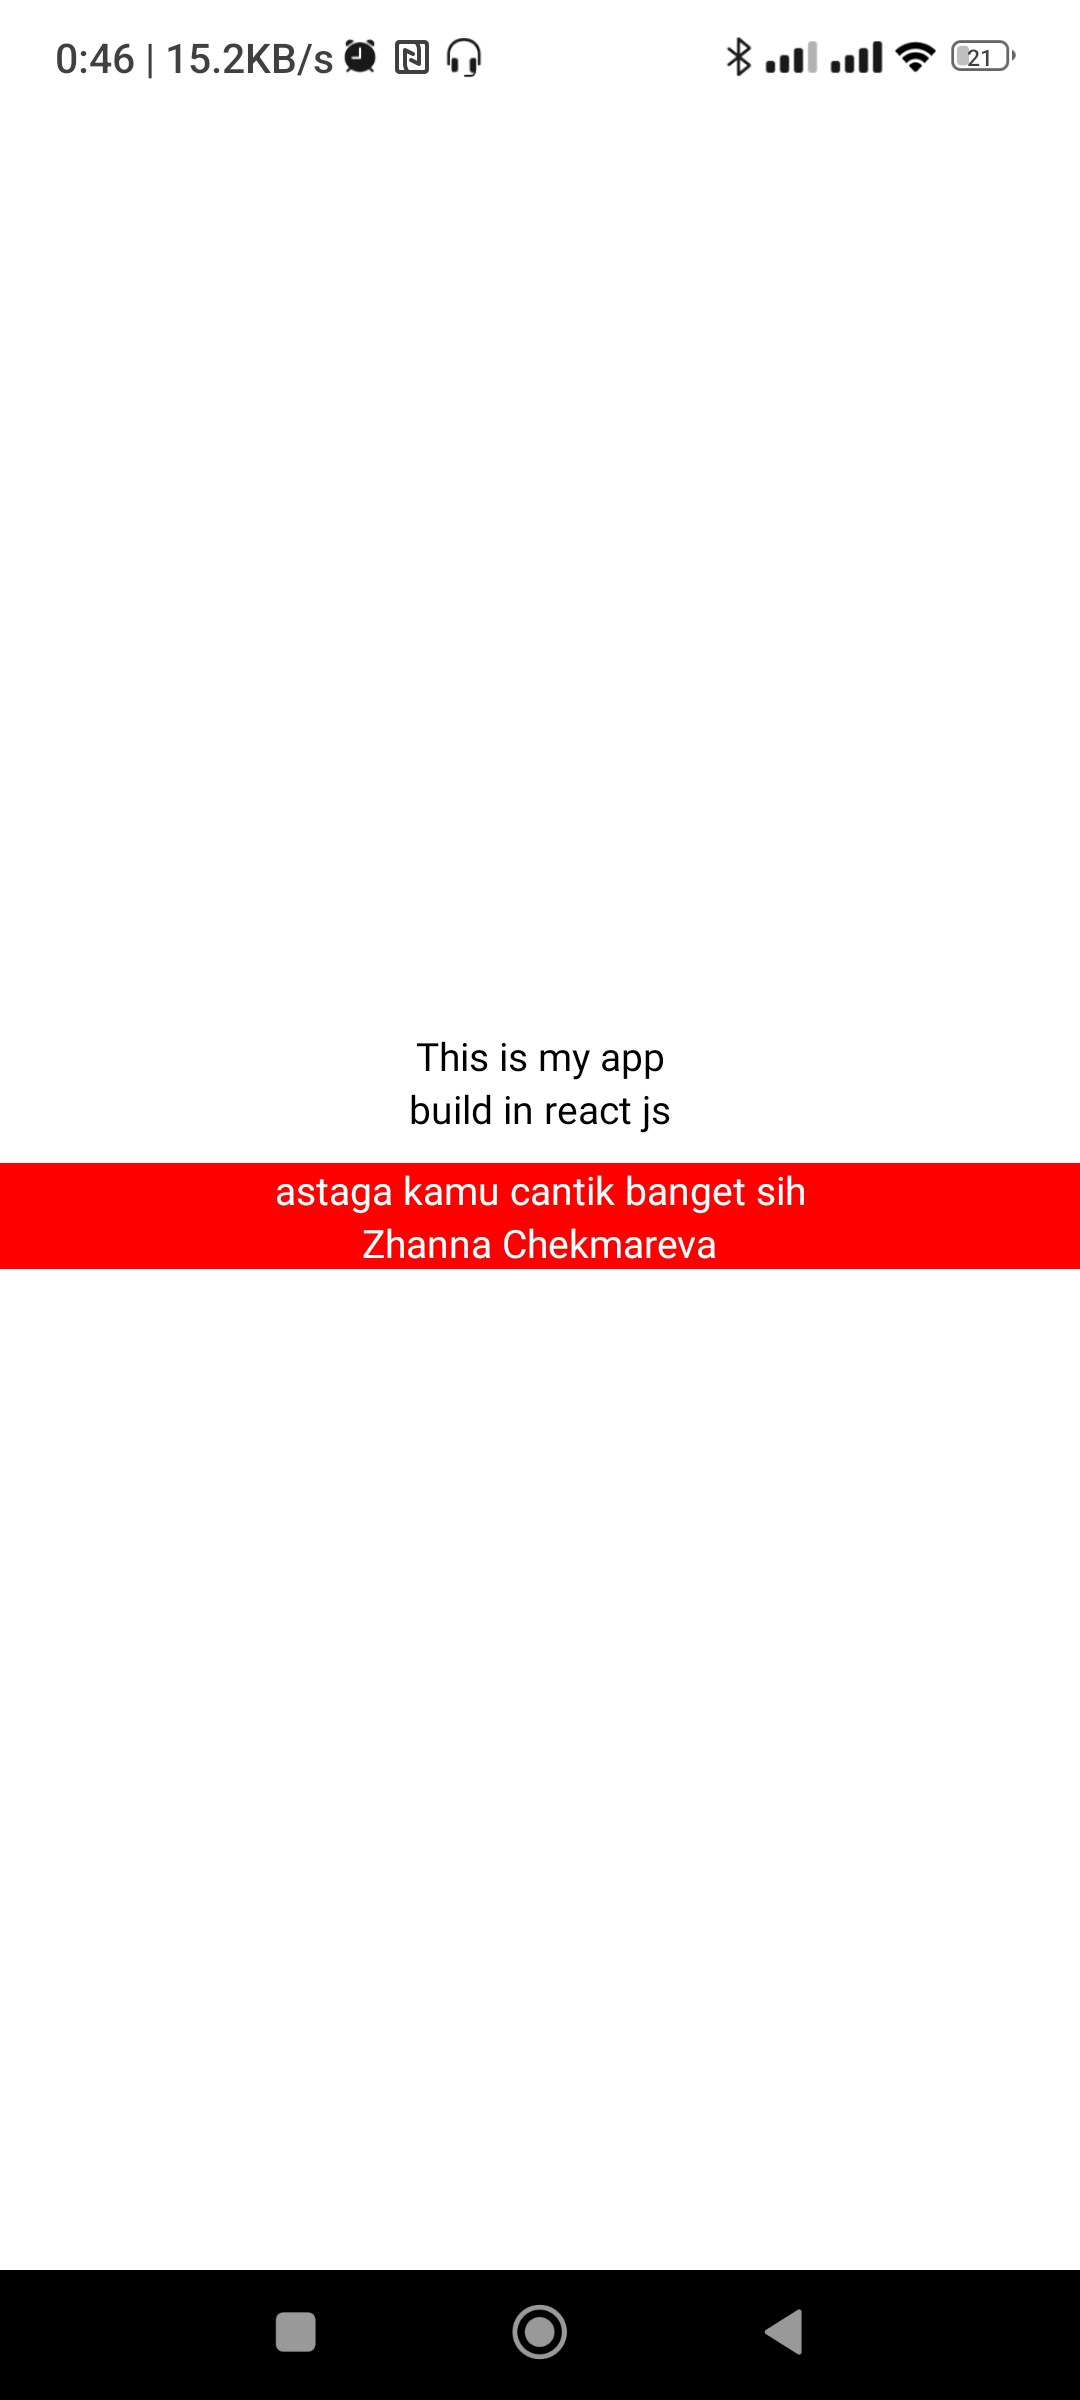 0:46 | 15.2KB/s
21
This is my app
build in react js
astaga kamu cantik banget sih
Zhanna Chekmareva